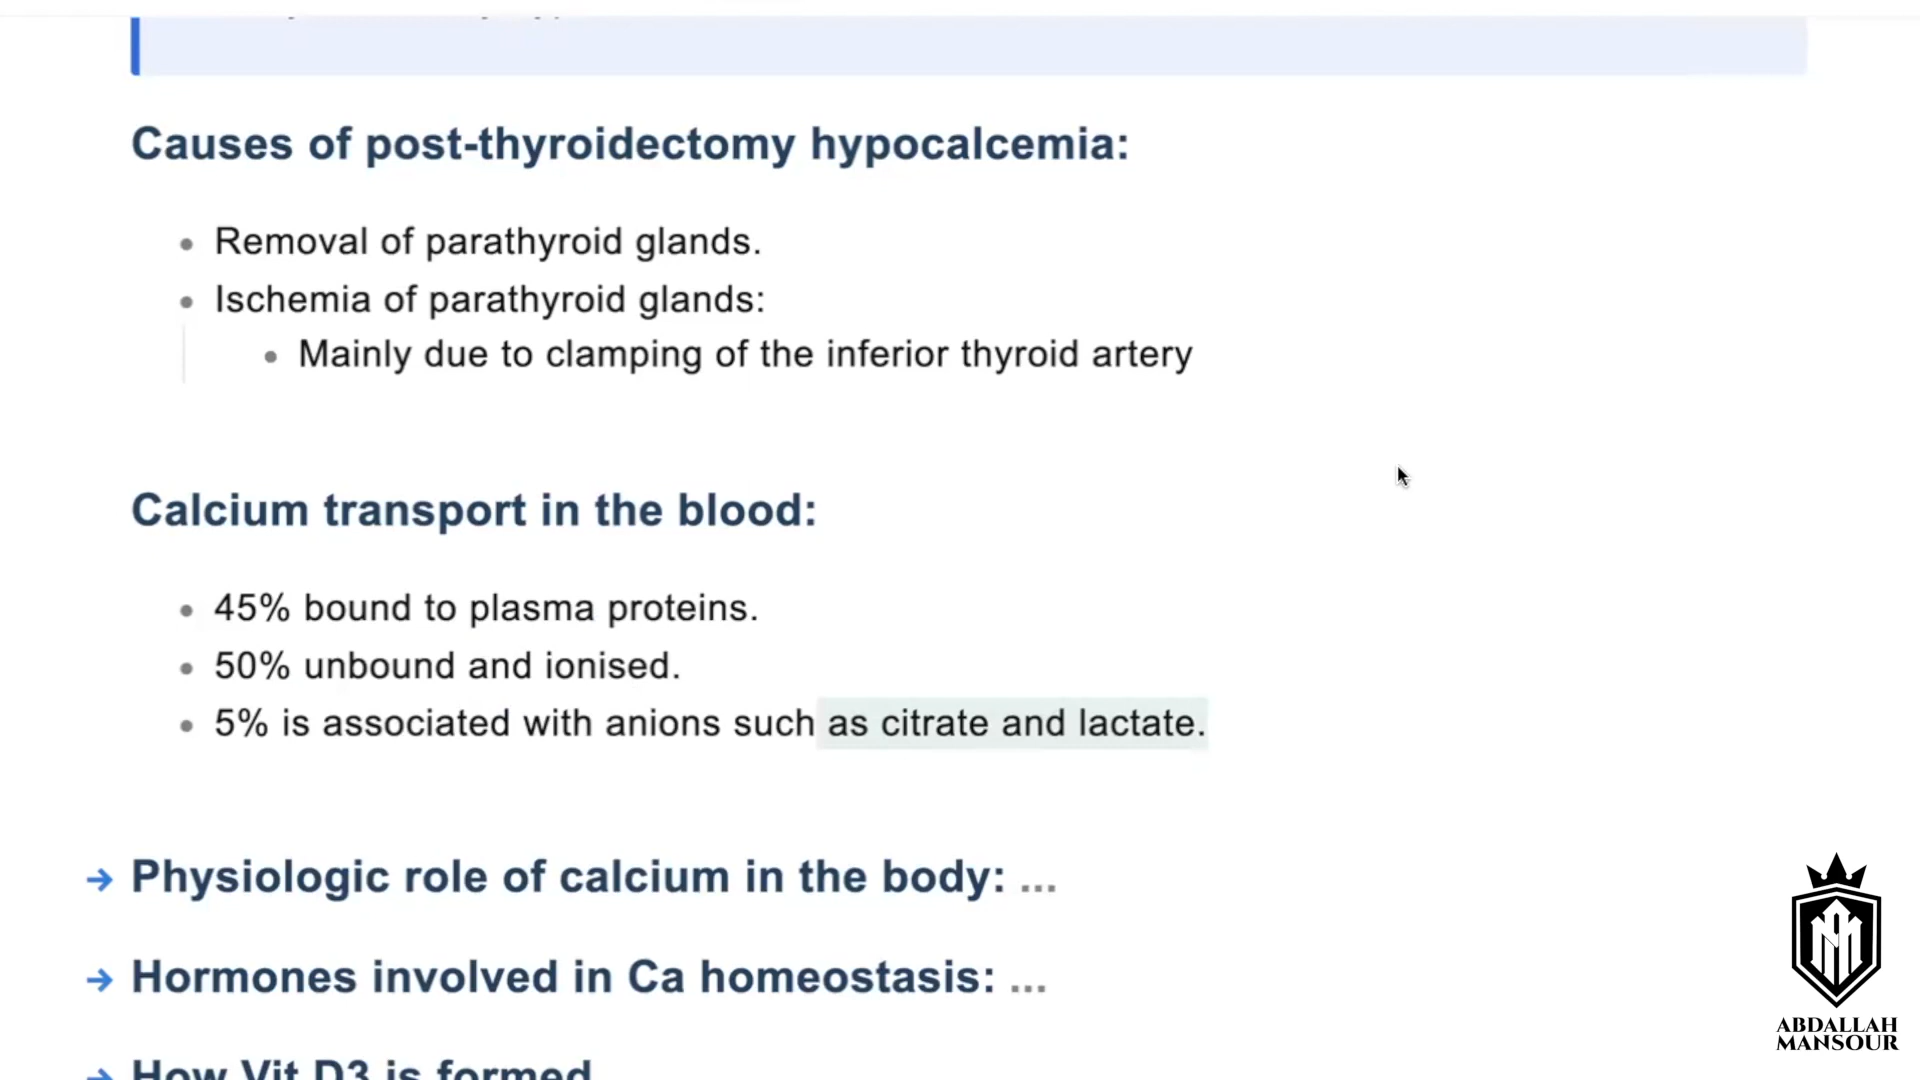 Causes of post-thyroidectomy hypocalcemia:
Removal of parathyroid glands.
Ischemia of parathyroid glands:
Mainly due to clamping of the inferior thyroid artery
Calcium transport in the blood:
45% bound to plasma proteins.
50% unbound and ionised.
5% is associated with anions such as citrate and lactate.
Physiologic role of calcium in the body: ...
Hormones involved in Ca homeostasis: ...
How Vit D3 is formed
ABDALLAH
MANSOUR